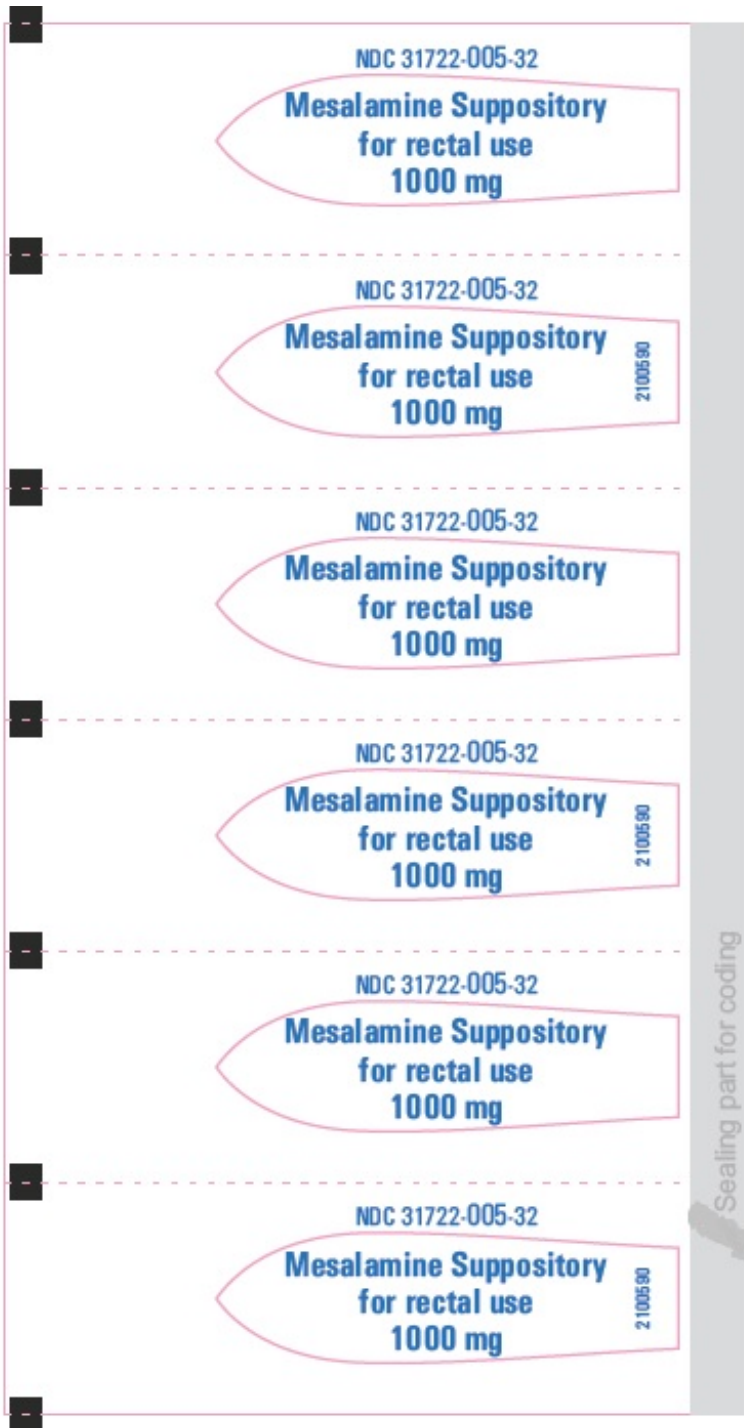 NDC 31722-005-32
Mesalamine Suppository
for rectal use
1000 mg
NDC 31722-005-32
Mesalamine Suppository
for rectal use
1000 mg
2100590
NDC 31722-005-32
Mesalamine Suppository
for rectal use
1000 mg
NDC 31722-005-32
Mesalamine Suppository
for rectal use
1000 mg
2100590
NDC 31722-005-32
Mesalamine Suppository
for rectal use
1000 mg
NDC 31722-005-32
Mesalamine Suppository
for rectal use
1000 mg
2100590
Sealing part for coding